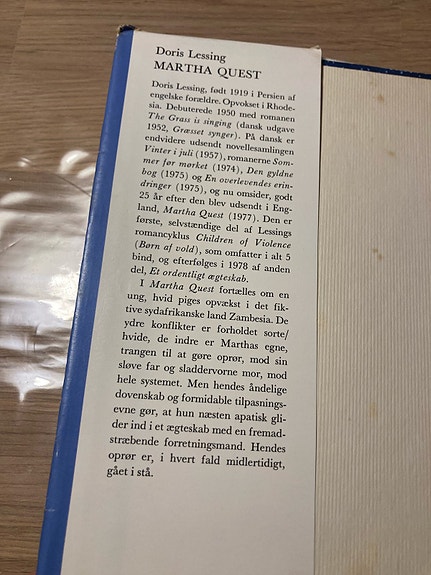 Doris Lessing
MARTHA QUEST
Doris Lessing, født 1919 i Persien af
engelske forældre. Opvokset i Rhode-
sia. Debuterede 1950 med romanen
The Grass is singing (dansk udgave
1952, Græsset synger). På dansk er
endvidere udsendt novellesamlingen
Vinter i juli (1957), romanerne Som-
mer før mørket (1974), Den gyldne
bog (1975) og En overlevendes erin-
dringer (1975), og nu omsider, godt
25 år efter den blev udsendt i Eng-
land, Martha Quest (1977). Den er
første, selvstændige del af Lessings
romancyklus Children of Violence
(Børn af vold), som omfatter i alt 5
bind, og efterfølges i 1978 af anden
del, Et ordentligt ægteskab.
I Martha Quest fortælles om en
ung, hvid piges opvækst i det fik-
tive sydafrikanske land Zambesia. De
ydre konflikter er forholdet sorte/
hvide, de indre er Marthas egne,
trangen til at gøre oprør, mod sin
sløve far og sladdervorne mor, mod
hele systemet. Men hendes åndelige
dovenskab og formidable tilpasnings-
evne gør, at hun næsten apatisk gli-
der ind i et ægteskab med en fremad-
stræbende forretningsmand. Hendes
oprør er, i hvert fald midlertidigt,
gået i stå.